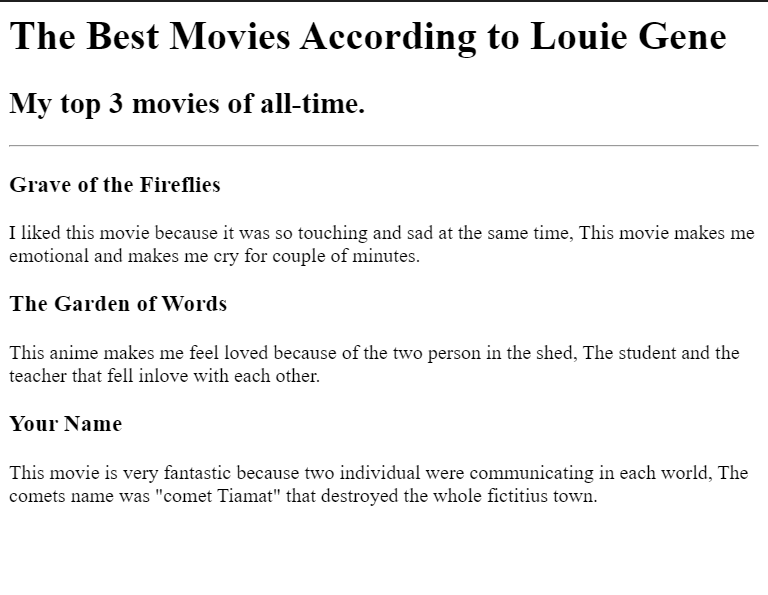 The Best Movies According to Louie Gene
My top 3 movies of all-time.
Grave of the Fireflies
I liked this movie because it was so touching and sad at the same time, This movie makes me
emotional and makes me cry for couple of minutes.
The Garden of Words
This anime makes me feel loved because of the two person in the shed, The student and the
teacher that fell inlove with each other.
Your Name
This movie is very fantastic because two individual were communicating in each world, The
comets name was "comet Tiamat" that destroyed the whole fictitius town.